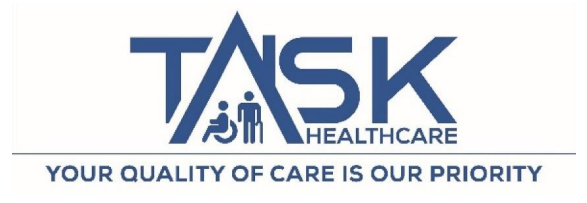 TASK
HEALTHCARE
YOUR QUALITY OF CARE IS OUR PRIORITY